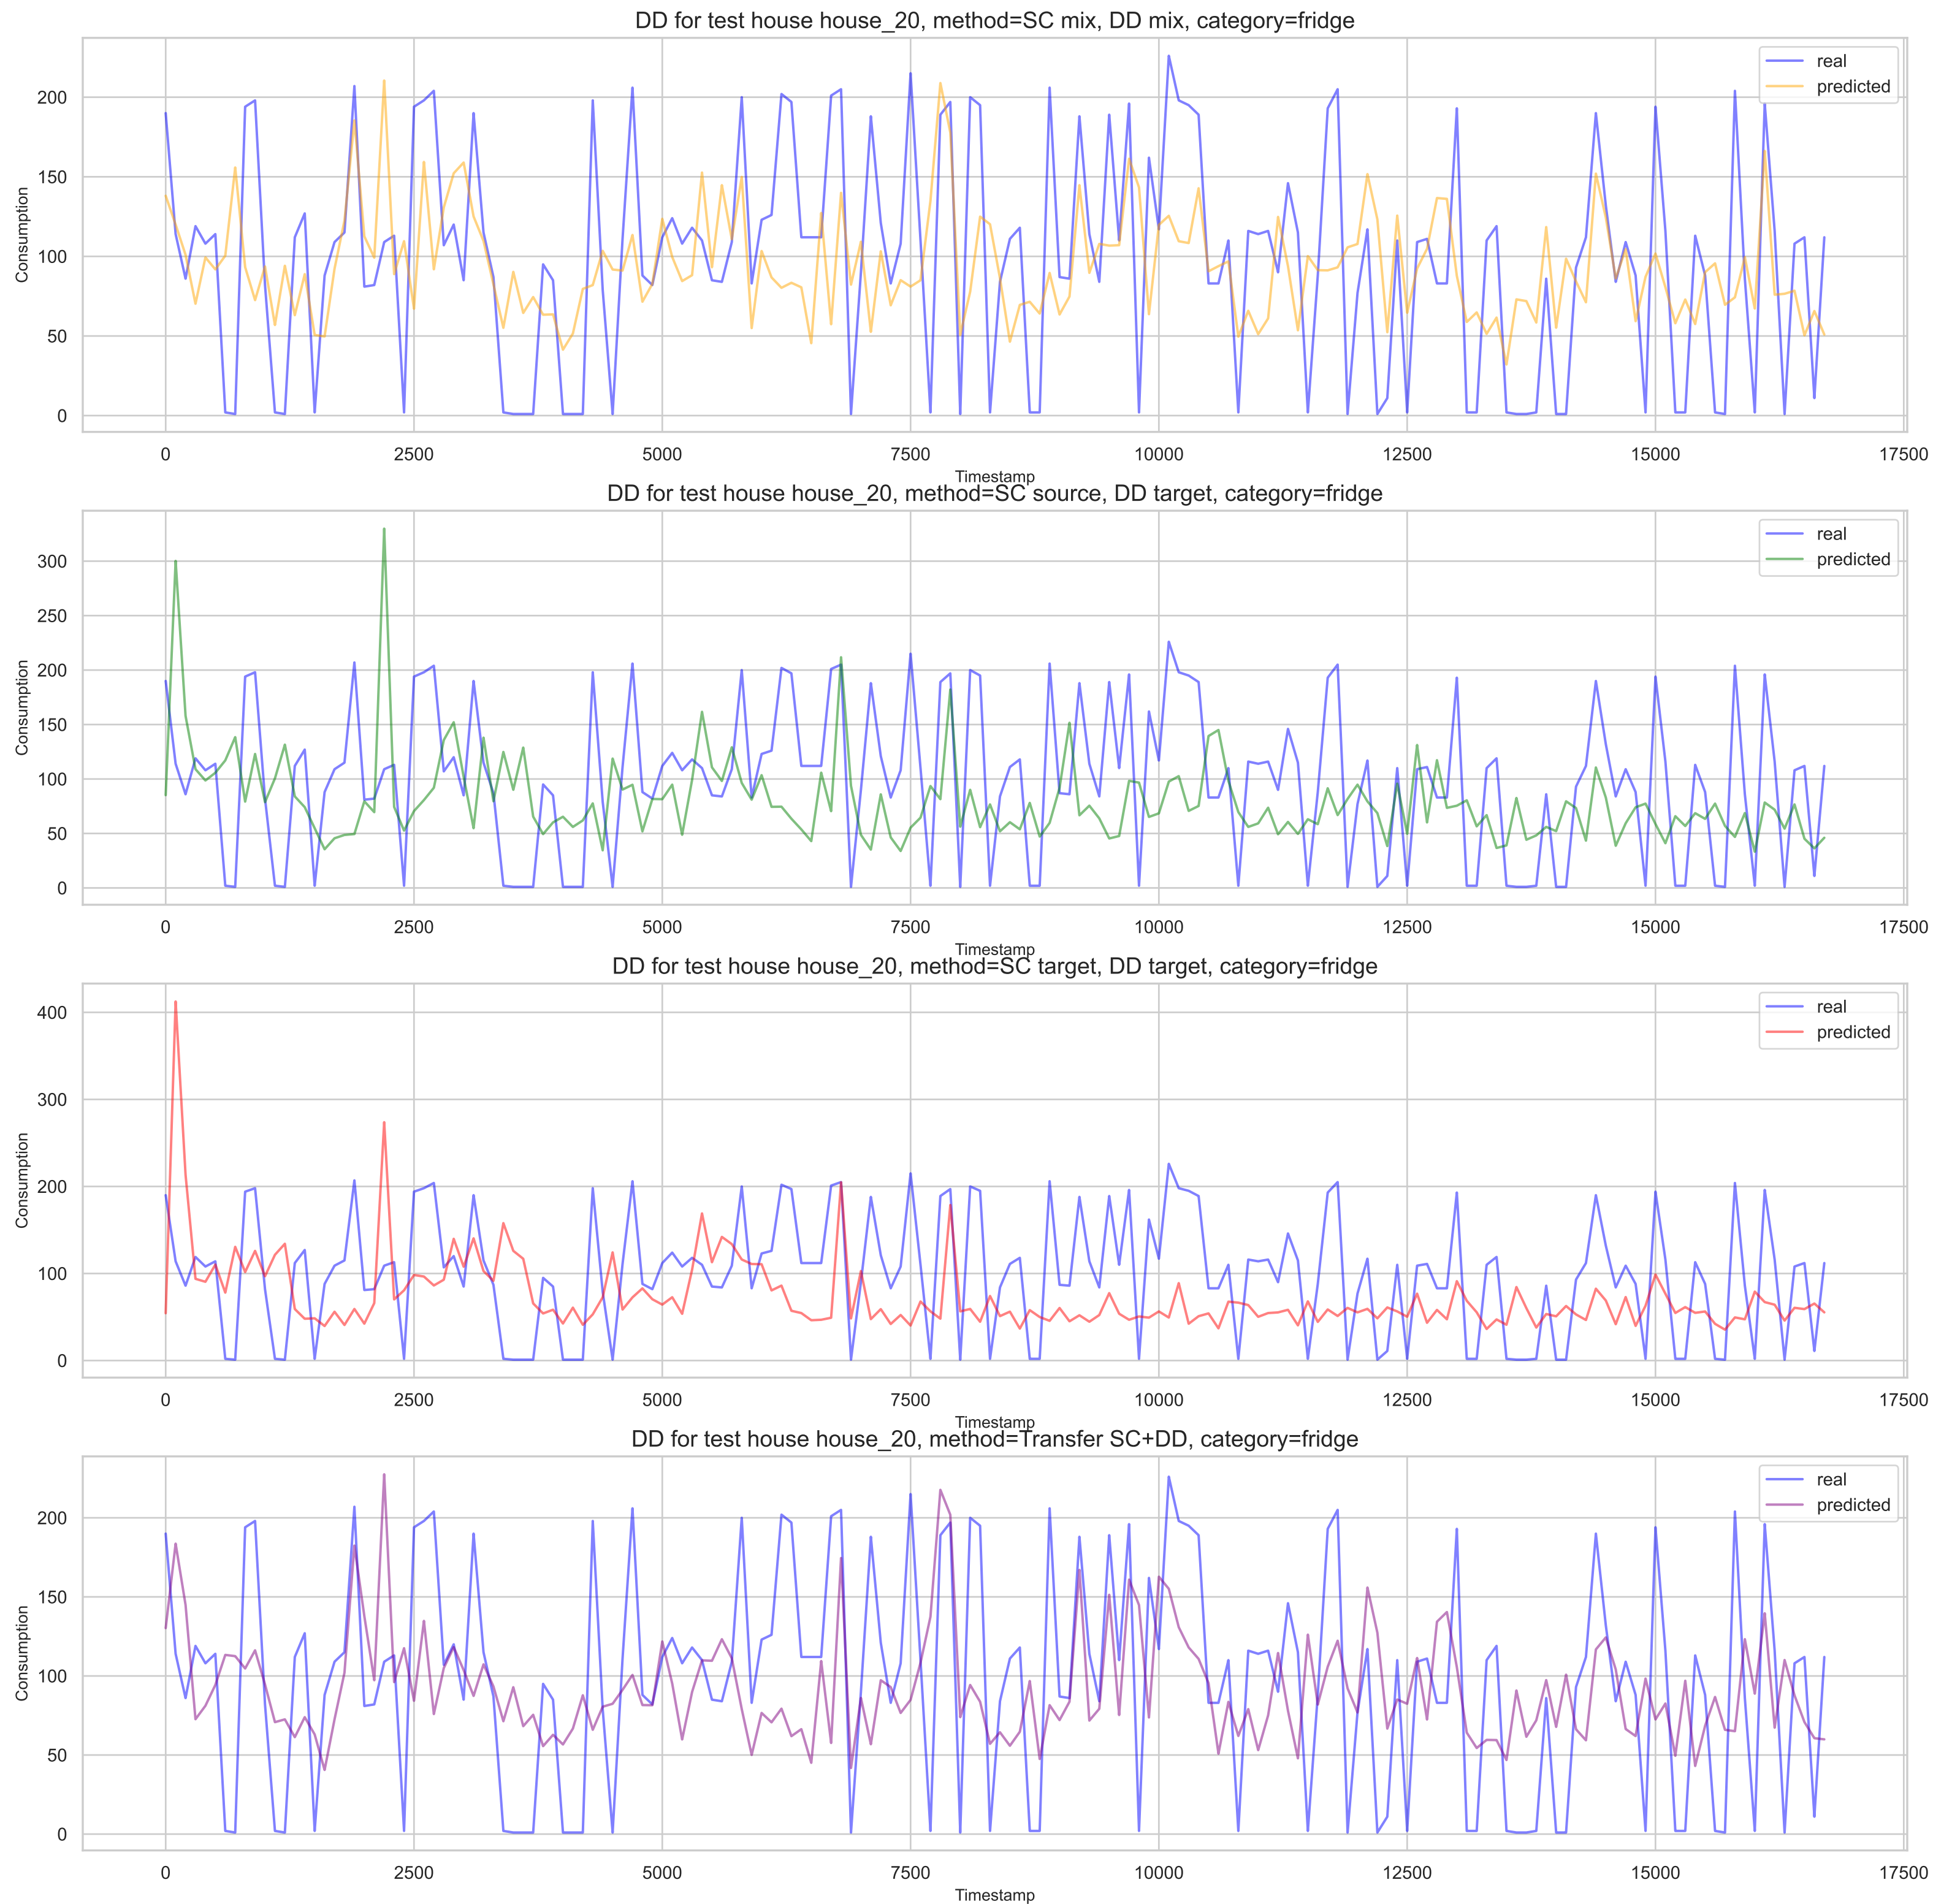 DD for test house house_20, method=SC mix, DD mix, category=fridge
real
predicted
Consumption
200
150
100
50
0
0 2500 5000 7500 10000 12500 15000 17500
Timestamp
DD for test house house_20, method=SC source, DD target, category=fridge
real
predicted
Consumption
300
250
200
150
100
50
0
0 2500 5000 7500 10000 12500 15000 17500
Timestamp
DD for test house house_20, method=SC target, DD target, category=fridge
real
predicted
Consumption
400
300
200
100
0
0 2500 5000 7500 10000 12500 15000 17500
Timestamp
DD for test house house_20, method=Transfer SC+DD, category=fridge
real
predicted
Consumption
200
150
100
50
0
0 2500 5000 7500 10000 12500 15000 17500
Timestamp